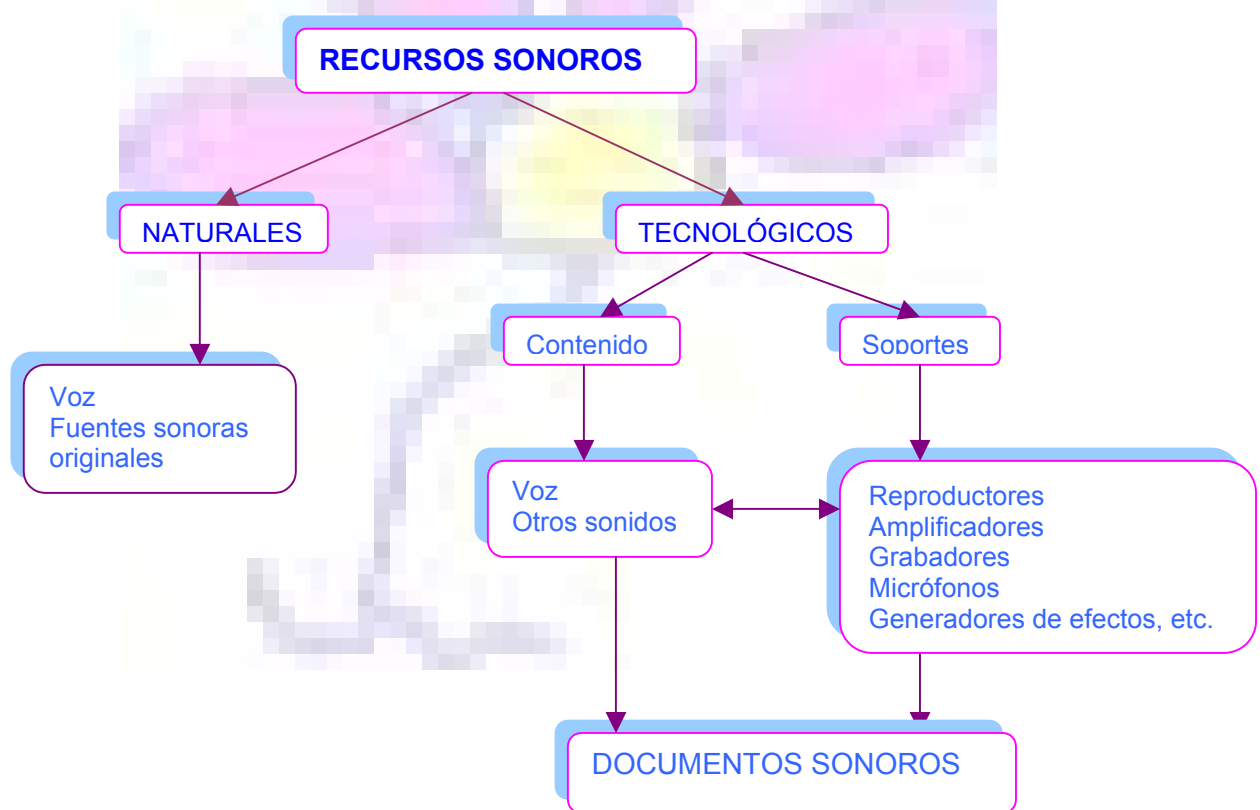 RECURSOS SONOROS
NATURALES
TECNOLÓGICOS
Contenido
Soportes
Voz
Fuentes sonoras
originales
Voz
Otros sonidos
Reproductores
Amplificadores
Grabadores
Micrófonos
Generadores de efectos, etc.
DOCUMENTOS SONOROS